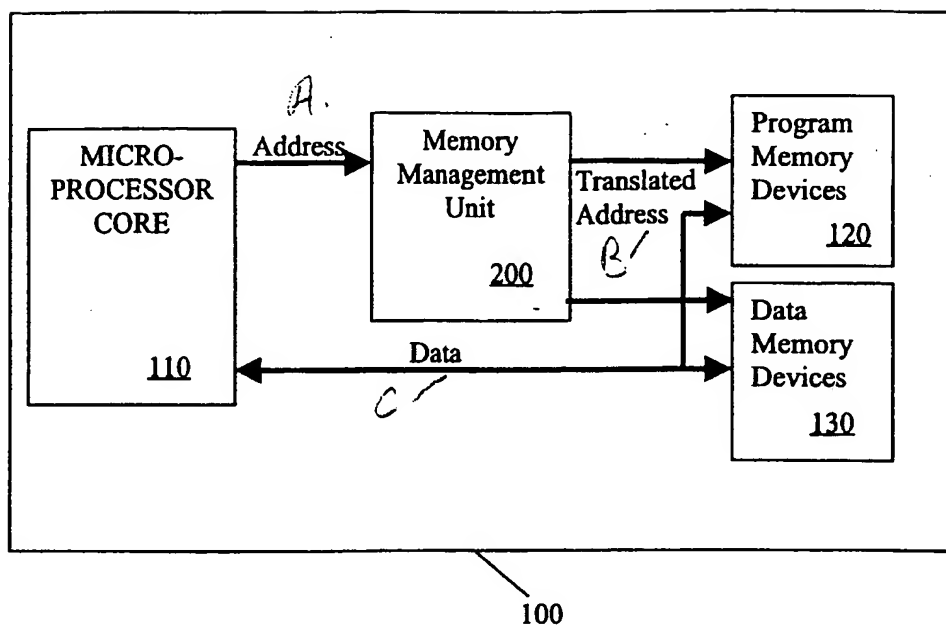 A.
Address
MICRO-
PROCESSOR
CORE
110
Memory
Management
Unit
200
Translated
Address
B
Program
Memory
Devices
120
Data
C
Data
Memory
Devices
130
100